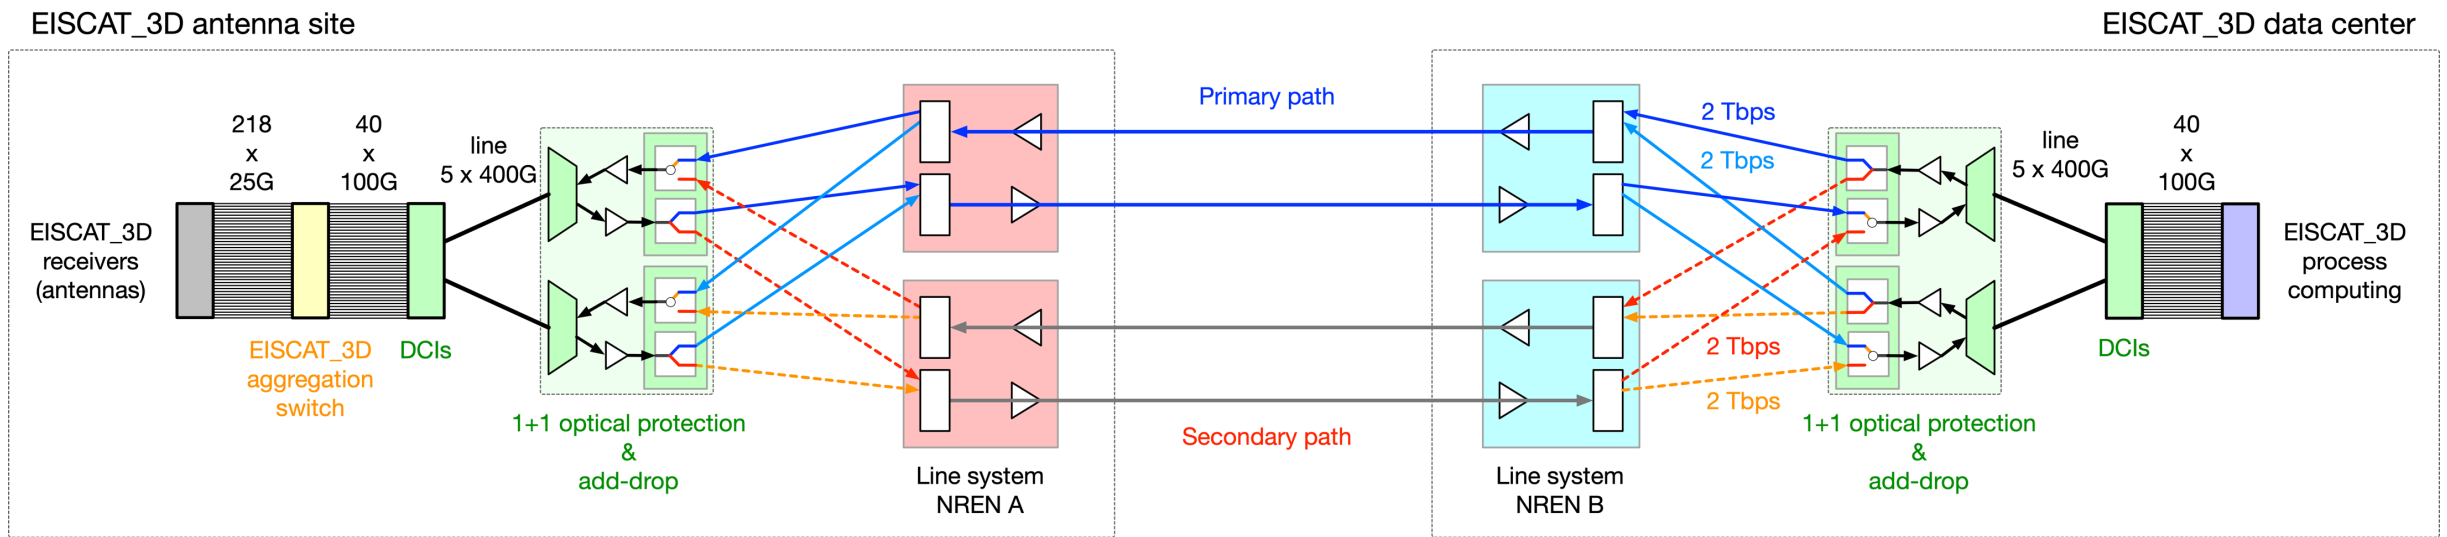 EISCAT_3D antenna site
EISCAT_3D data center
218
x
25G
40
x
100G
line
5 x 400G
EISCAT_3D
receivers
(antennas)
EISCAT_3D
aggregation
switch
DCIs
1+1 optical protection
&
add-drop
Line system
NREN A
Primary path
Secondary path
Line system
NREN B
2 Tbps
2 Tbps
2 Tbps
2 Tbps
1+1 optical protection
&
add-drop
line
5 x 400G
40
x
100G
DCIs
EISCAT_3D
process
computing